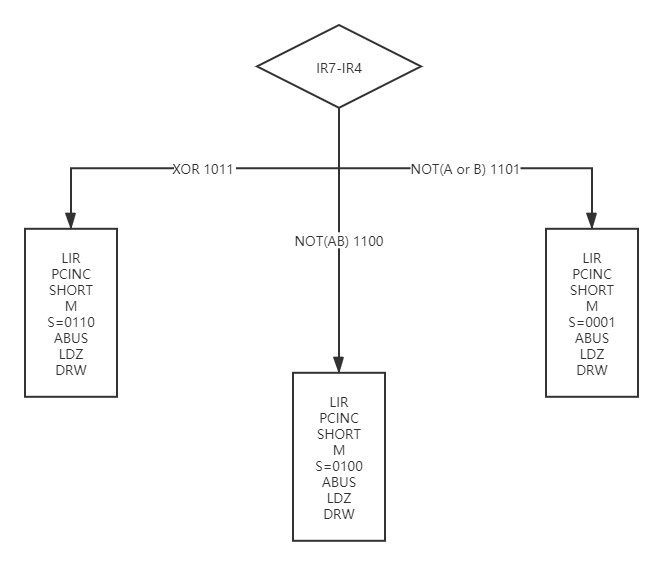 IR7-IR4
XOR 1011
NOT(A or B) 1101
NOT(AB) 1100
LIR
PCINC
SHORT
M
S=0110
ABUS
LDZ
DRW
LIR
PCINC
SHORT
M
S=0100
ABUS
LDZ
DRW
LIR
PCINC
SHORT
M
S=0001
ABUS
LDZ
DRW